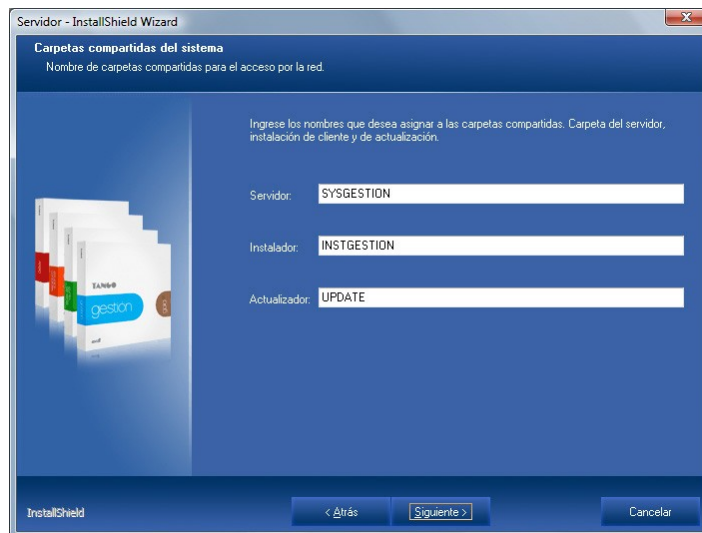 Servidor - InstallShield Wizard
Carpetas compartidas del sistema
Nombre de carpetas compartidas para el acceso por la red.
Ingrese los nombres que desea asignar a las carpetas compartidas. Carpeta del servidor,
instalación de cliente y de actualización.
Servidor: SYSGESTION
Instalador: INSTGESTION
Actualizador: UPDATE
TANGO
gestión
InstallShield
< Atrás
Siguiente >
Cancelar